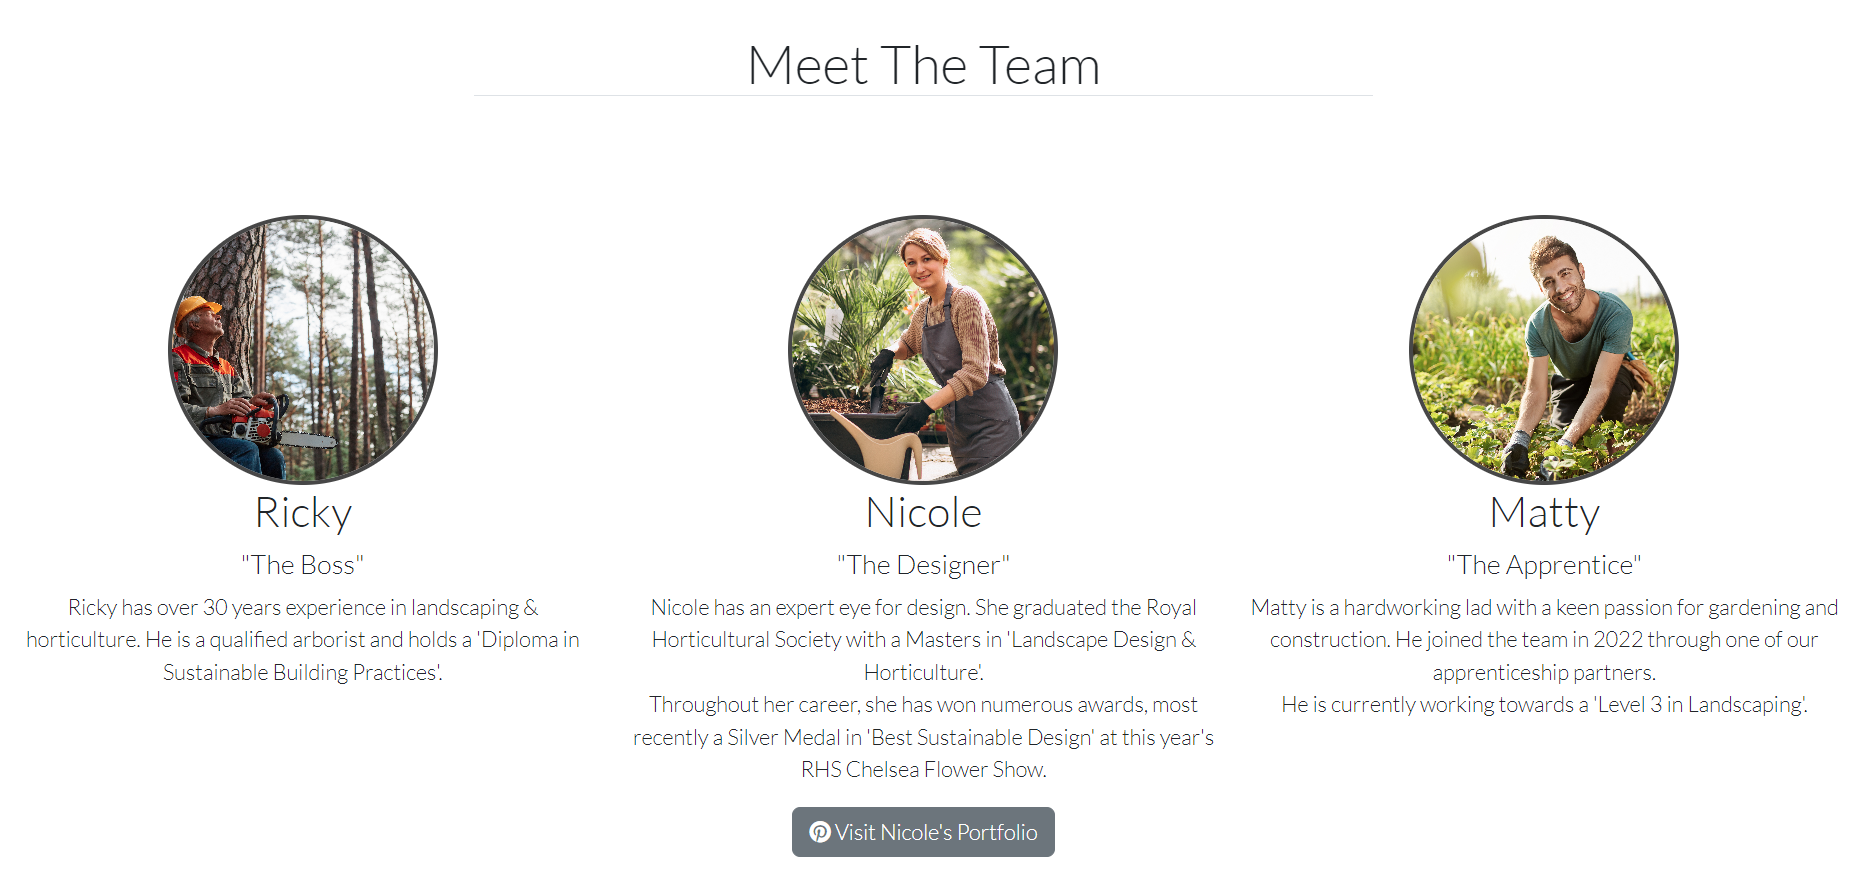 Meet The Team
Ricky
"The Boss"
Ricky has over 30 years experience in landscaping &
horticulture. He is a qualified arborist and holds a 'Diploma in
Sustainable Building Practices'.
Nicole
"The Designer"
Nicole has an expert eye for design. She graduated the Royal
Horticultural Society with a Masters in 'Landscape Design &
Horticulture'.
Throughout her career, she has won numerous awards, most
recently a Silver Medal in 'Best Sustainable Design' at this year's
RHS Chelsea Flower Show.
Visit Nicole's Portfolio
Matty
"The Apprentice"
Matty is a hardworking lad with a keen passion for gardening and
construction. He joined the team in 2022 through one of our
apprenticeship partners.
He is currently working towards a 'Level 3 in Landscaping'.